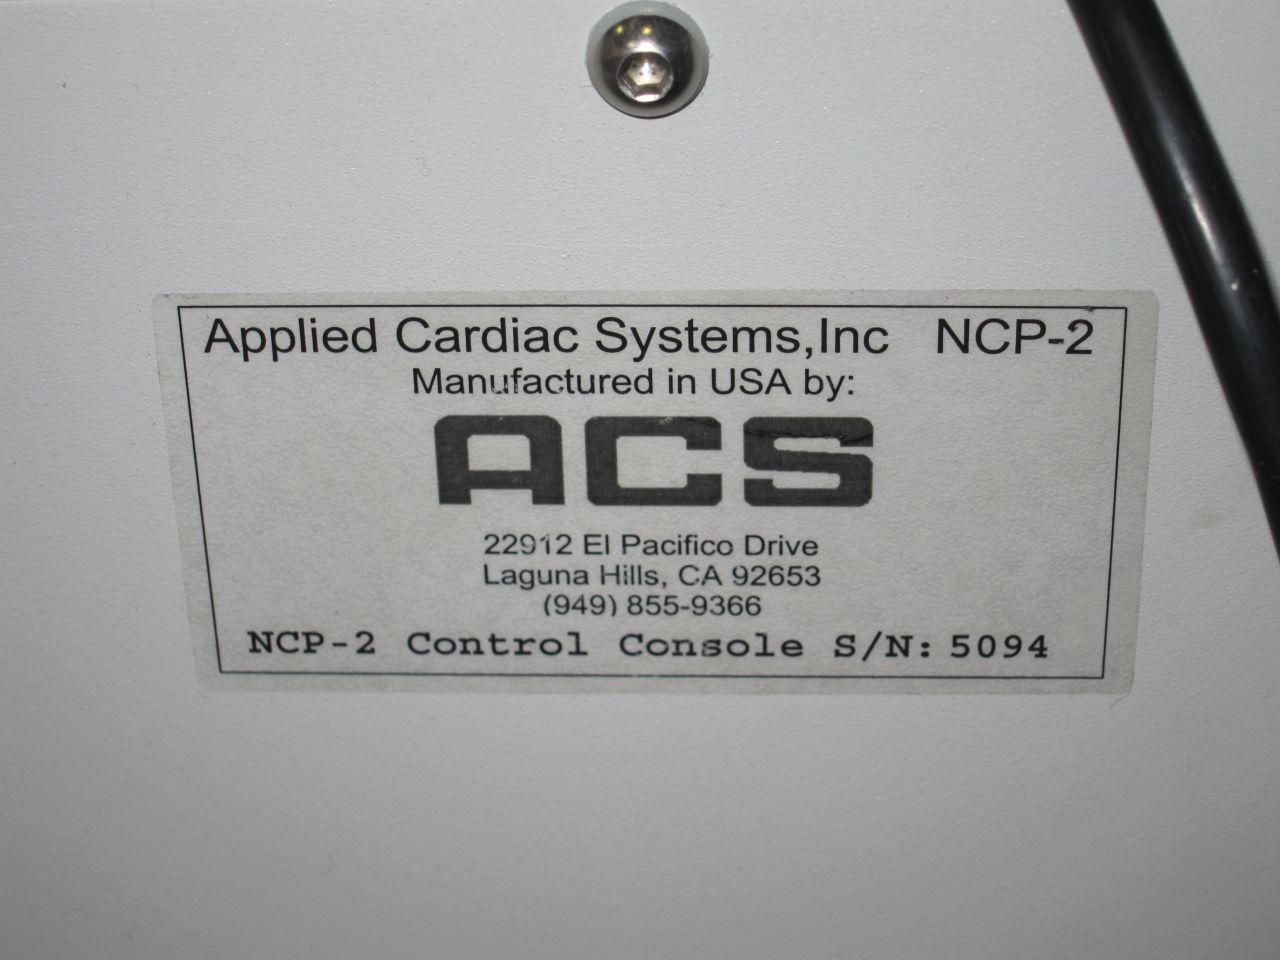 Applied Cardiac Systems,Inc NCP-2
Manufactured in USA by:
ACS
22912 El Pacifico Drive
Laguna Hills, CA 92653
(949) 855-9366
NCP-2 Control Console S/N: 5094